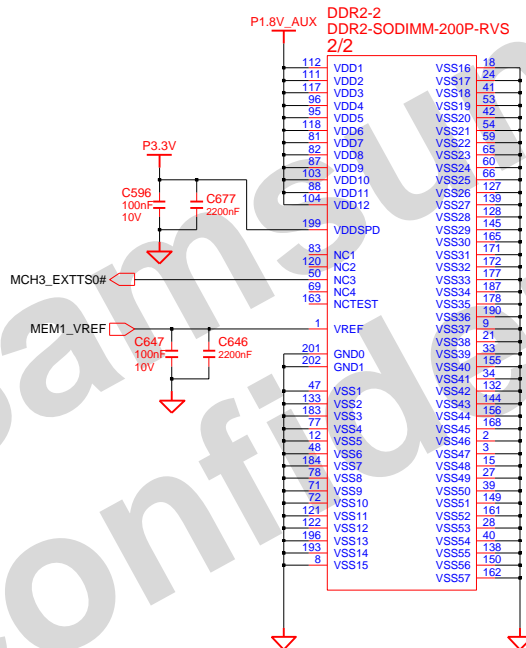 P1.8V_AUX
DDR2-2
DDR2-SODIMM-200P-RVS
2/2
112 VDD1 VSS16 18
111 VDD2 VSS17 24
117 VDD3 VSS18 41
96 VDD4 VSS19 53
95 VDD5 VSS20 42
118 VDD6 VSS21 54
81 VDD7 VSS22 59
82 VDD8 VSS23 65
87 VDD9 VSS24 60
103 VDD10 VSS25 66
88 VDD11 VSS26 127
104 VDD12 VSS27 139
VSS28 128
P3.3V
C596
100nF
10V
C677
2200nF
199 VDDSPD VSS29 145
VSS30 165
83 NC1 VSS31 171
120 NC2 VSS32 172
MCH3_EXTTS0# 50 NC3 VSS33 177
69 NC4 VSS34 187
163 NCTEST VSS35 178
VSS36 190
MEM1_VREF 1 VREF VSS37 9
VSS38 21
C647
100nF
10V
C646
2200nF
201 GND0 VSS39 33
202 GND1 VSS40 155
VSS41 34
47 VSS1 VSS42 132
133 VSS2 VSS43 144
183 VSS3 VSS44 156
77 VSS4 VSS45 168
12 VSS5 VSS46 2
48 VSS6 VSS47 3
184 VSS7 VSS48 15
78 VSS8 VSS49 27
71 VSS9 VSS50 39
72 VSS10 VSS51 149
121 VSS11 VSS52 161
122 VSS12 VSS53 28
196 VSS13 VSS54 40
193 VSS14 VSS55 138
8 VSS15 VSS56 150
VSS57 162